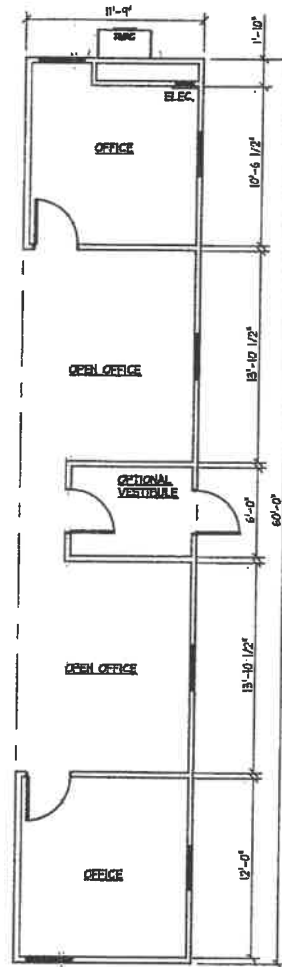 11'-9"
HVAC
1'-10"
ELEC.
OFFICE
10'-6 1/2"
OPEN OFFICE
13'-10 1/2"
OPTIONAL
VESTIBULE
6'-0"
60'-0"
OPEN OFFICE
13'-10 1/2"
OFFICE
12'-0"